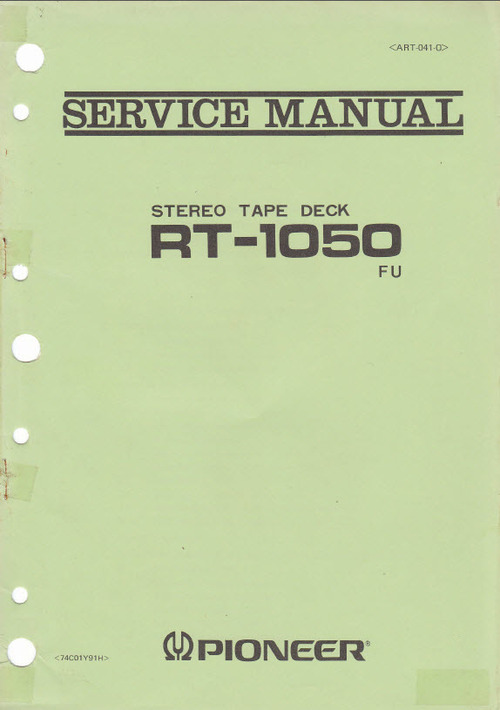 <ART-041-0>
SERVICE MANUAL
STEREO TAPE DECK
RT-1050
FU
<74C01Y91H>
PIONEER®